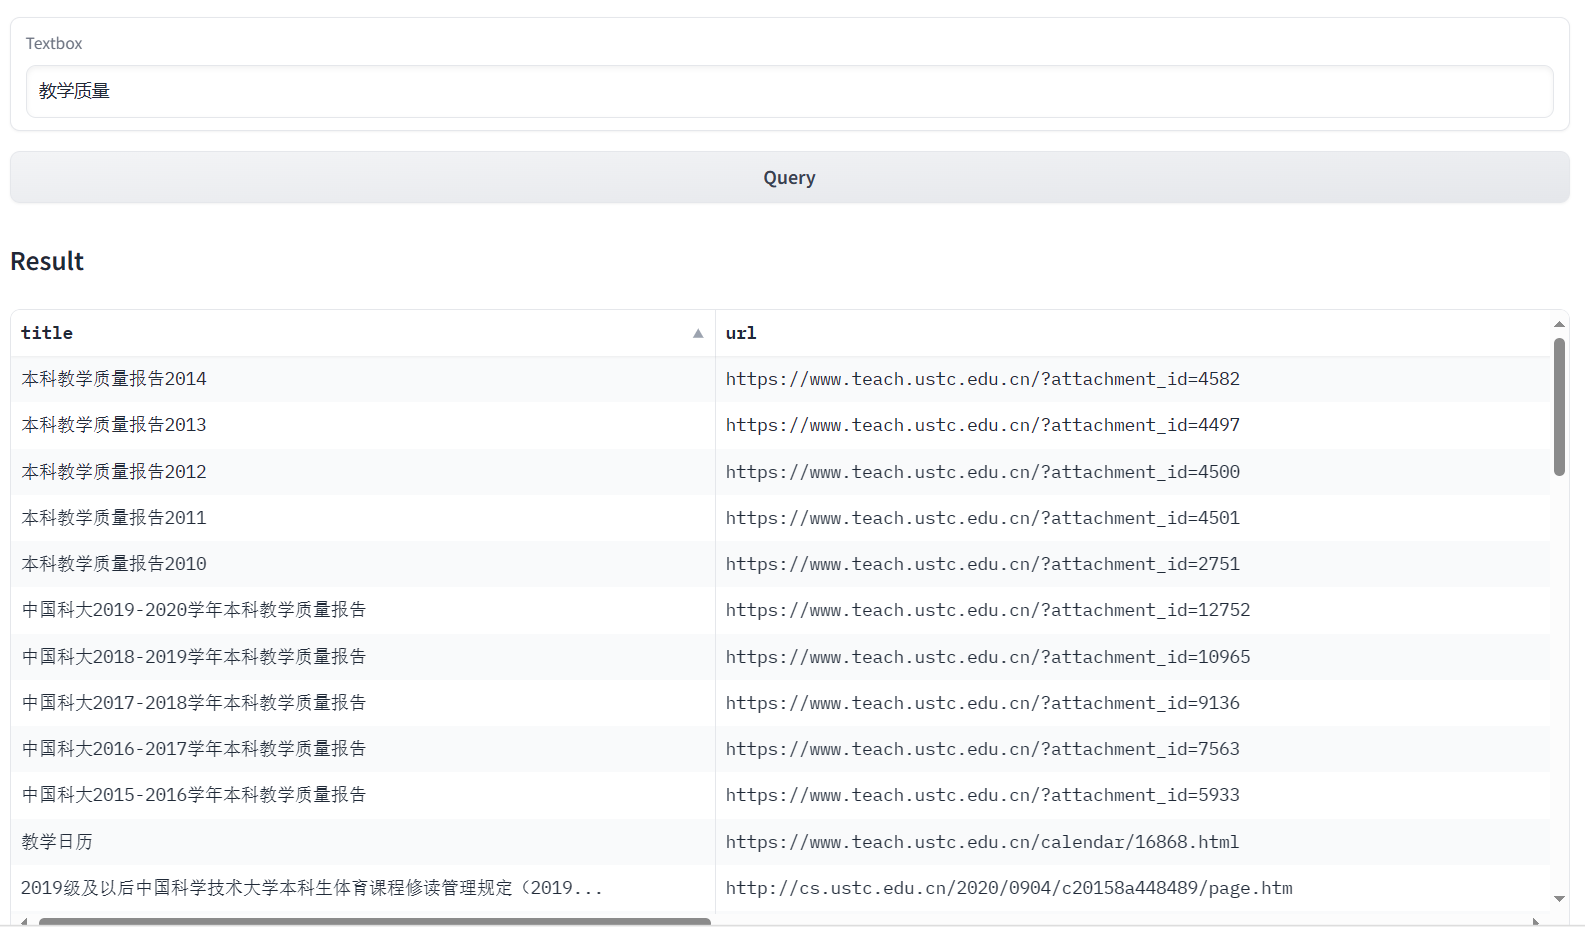 Textbox
教学质量
Query
Result
title url
本科教学质量报告2014 https://www.teach.ustc.edu.cn/?attachment_id=4582
本科教学质量报告2013 https://www.teach.ustc.edu.cn/?attachment_id=4497
本科教学质量报告2012 https://www.teach.ustc.edu.cn/?attachment_id=4500
本科教学质量报告2011 https://www.teach.ustc.edu.cn/?attachment_id=4501
本科教学质量报告2010 https://www.teach.ustc.edu.cn/?attachment_id=2751
中国科大2019-2020学年本科教学质量报告 https://www.teach.ustc.edu.cn/?attachment_id=12752
中国科大2018-2019学年本科教学质量报告 https://www.teach.ustc.edu.cn/?attachment_id=10965
中国科大2017-2018学年本科教学质量报告 https://www.teach.ustc.edu.cn/?attachment_id=9136
中国科大2016-2017学年本科教学质量报告 https://www.teach.ustc.edu.cn/?attachment_id=7563
中国科大2015-2016学年本科教学质量报告 https://www.teach.ustc.edu.cn/?attachment_id=5933
教学日历 https://www.teach.ustc.edu.cn/calendar/16868.html
2019级及以后中国科学技术大学本科生体育课程修读管理规定（2019... http://cs.ustc.edu.cn/2020/0904/c20158a448489/page.htm